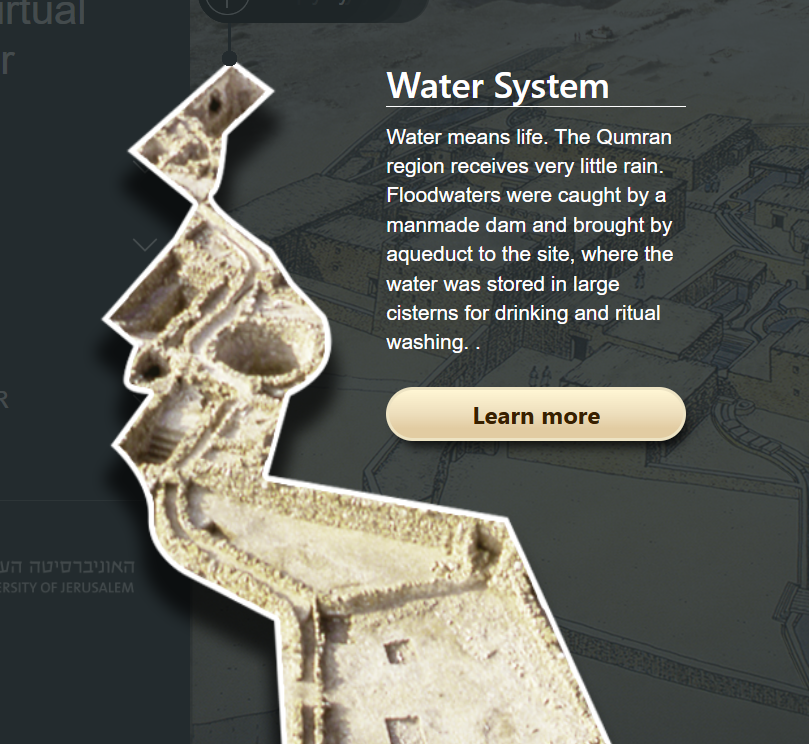 irtual
r
Water System
Water means life. The Qumran
region receives very little rain.
Floodwaters were caught by a
manmade dam and brought by
aqueduct to the site, where the
water was stored in large
cisterns for drinking and ritual
washing. .
Learn more
R
האוניברסיטה הע
ERSITY OF JERUSALEM